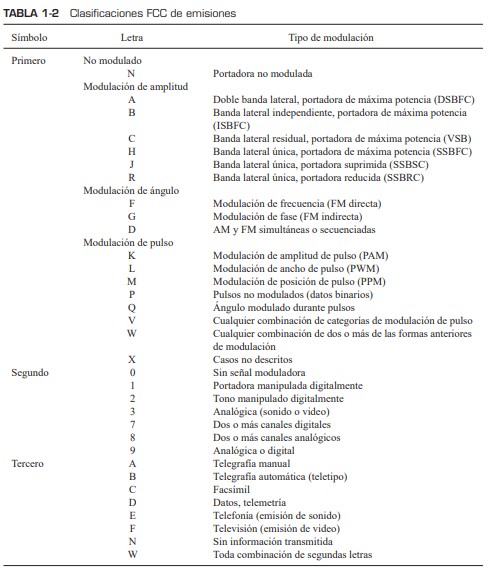 TABLA 1-2 Clasificaciones FCC de emisiones
Símbolo Letra Tipo de modulación
Primero No modulado
N Portadora no modulada
Modulación de amplitud
A Doble banda lateral, portadora de máxima potencia (DSBFC)
B Banda lateral independiente, portadora de máxima potencia
(ISBFC)
C Banda lateral residual, portadora de máxima potencia (VSB)
H Banda lateral única, portadora de máxima potencia (SSBFC)
J Banda lateral única, portadora suprimida (SSBSC)
R Banda lateral única, portadora reducida (SSBRC)
Modulación de ángulo
F Modulación de frecuencia (FM directa)
G Modulación de fase (FM indirecta)
D AM y FM simultáneas o secuenciadas
Modulación de pulso
K Modulación de amplitud de pulso (PAM)
L Modulación de ancho de pulso (PWM)
M Modulación de posición de pulso (PPM)
P Pulsos no modulados (datos binarios)
Q Ángulo modulado durante pulsos
V Cualquier combinación de categorías de modulación de pulso
W Cualquier combinación de dos o más de las formas anteriores
de modulación
X Casos no descritos
Segundo 0 Sin señal moduladora
1 Portadora manipulada digitalmente
2 Tono manipulado digitalmente
3 Analógica (sonido o video)
7 Dos o más canales digitales
8 Dos o más canales analógicos
9 Analógica o digital
Tercero A Telegrafía manual
B Telegrafía automática (teletipo)
C Facsímil
D Datos, telemetría
E Telefonía (emisión de sonido)
F Televisión (emisión de video)
N Sin información transmitida
W Toda combinación de segundas letras